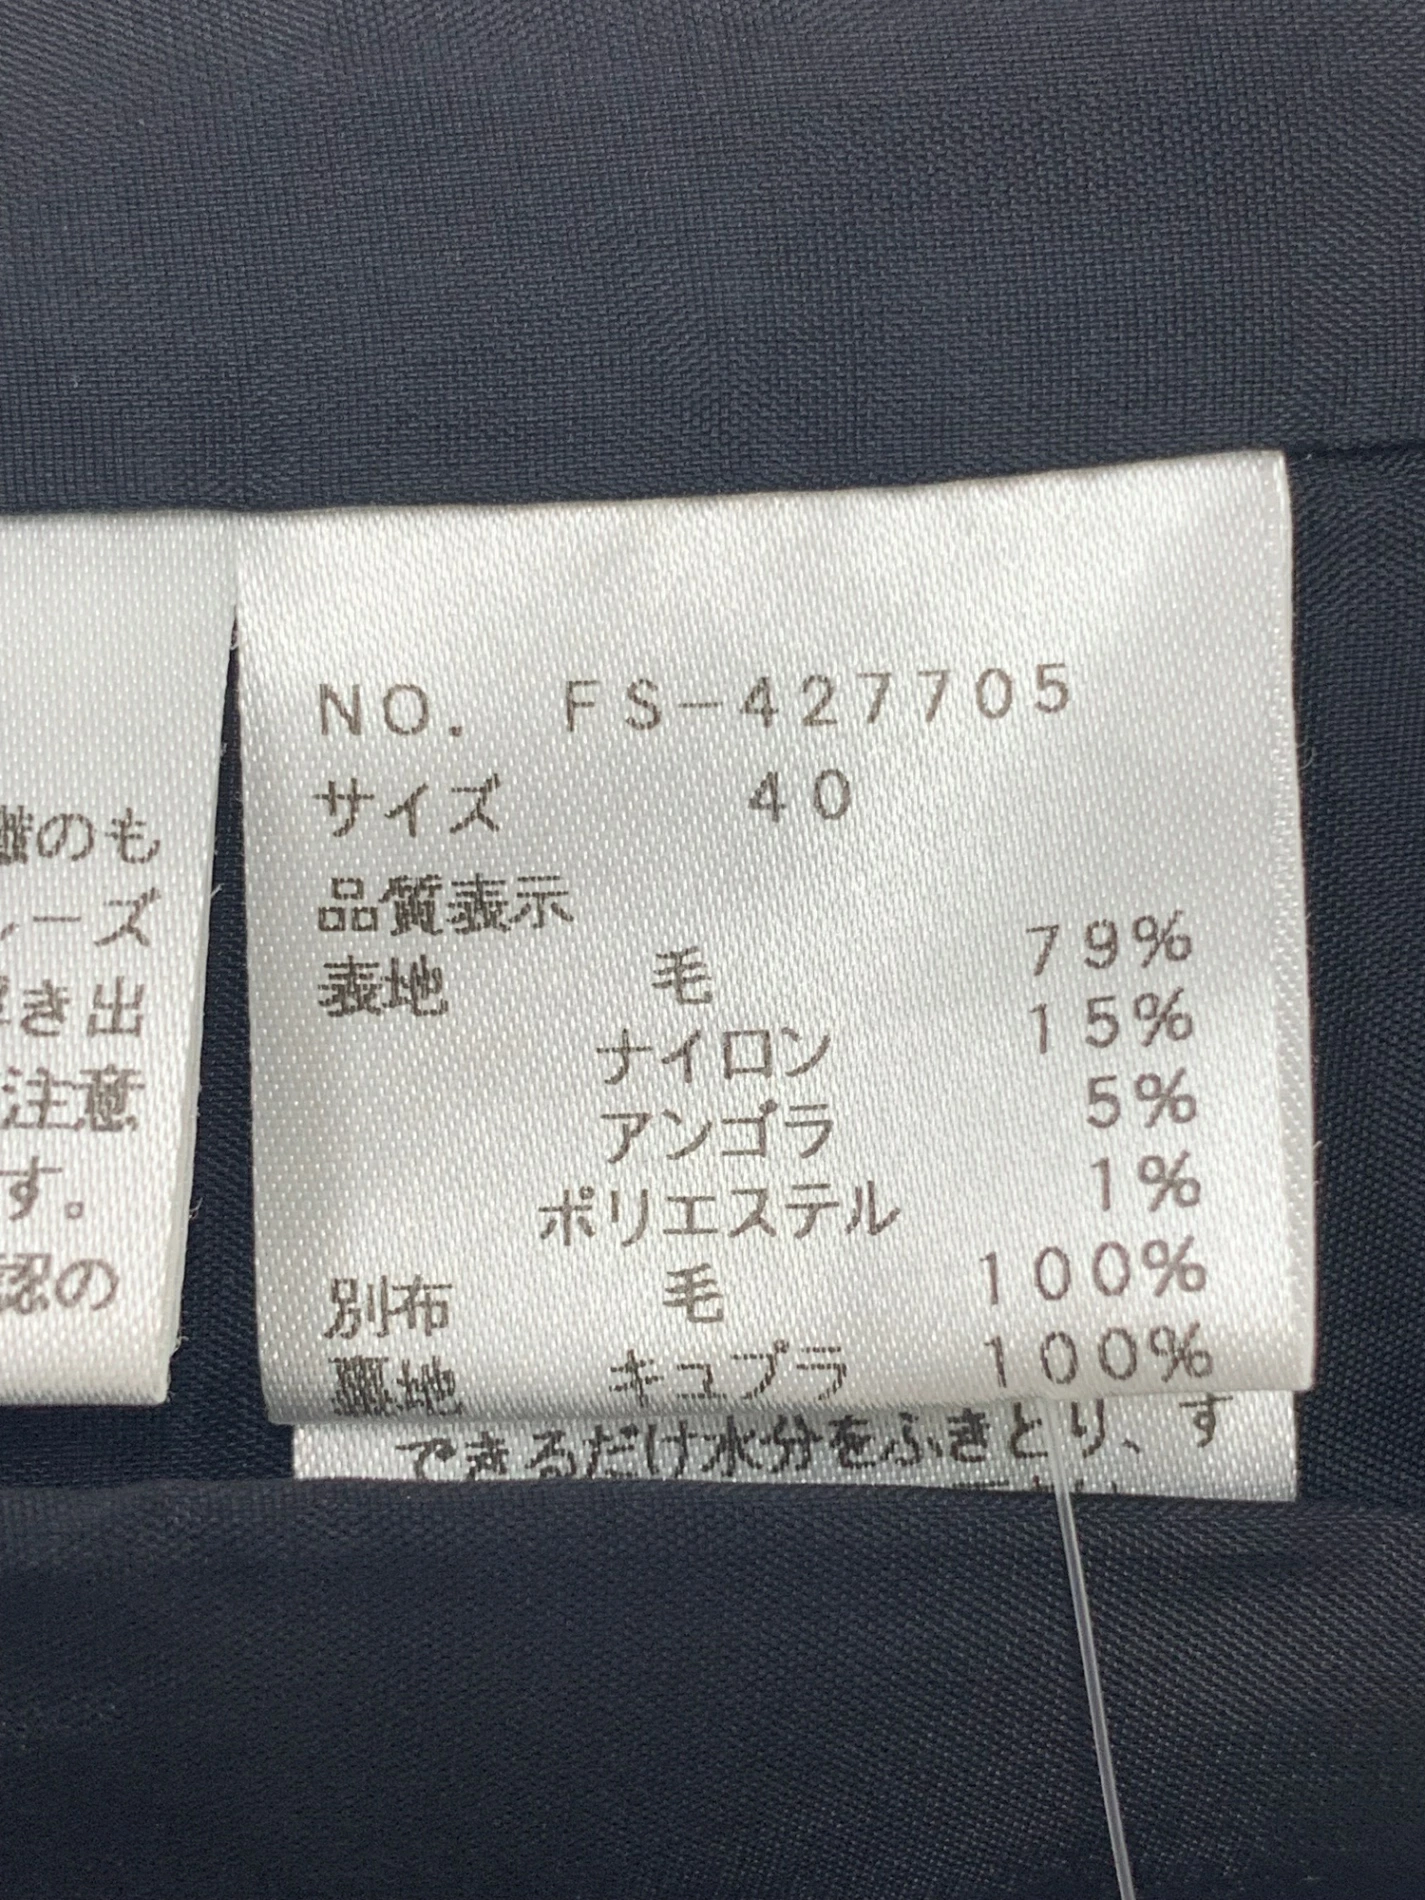 のも
ーズ
き出
注意
す。
認の
NO. FS-427705
サイズ 40
品質表示
表地 毛 79%
ナイロン 15%
アンゴラ 5%
ポリエステル 1%
別布 毛 100%
裏地 キュプラ 100%
できるだけ水分をふきとり、す